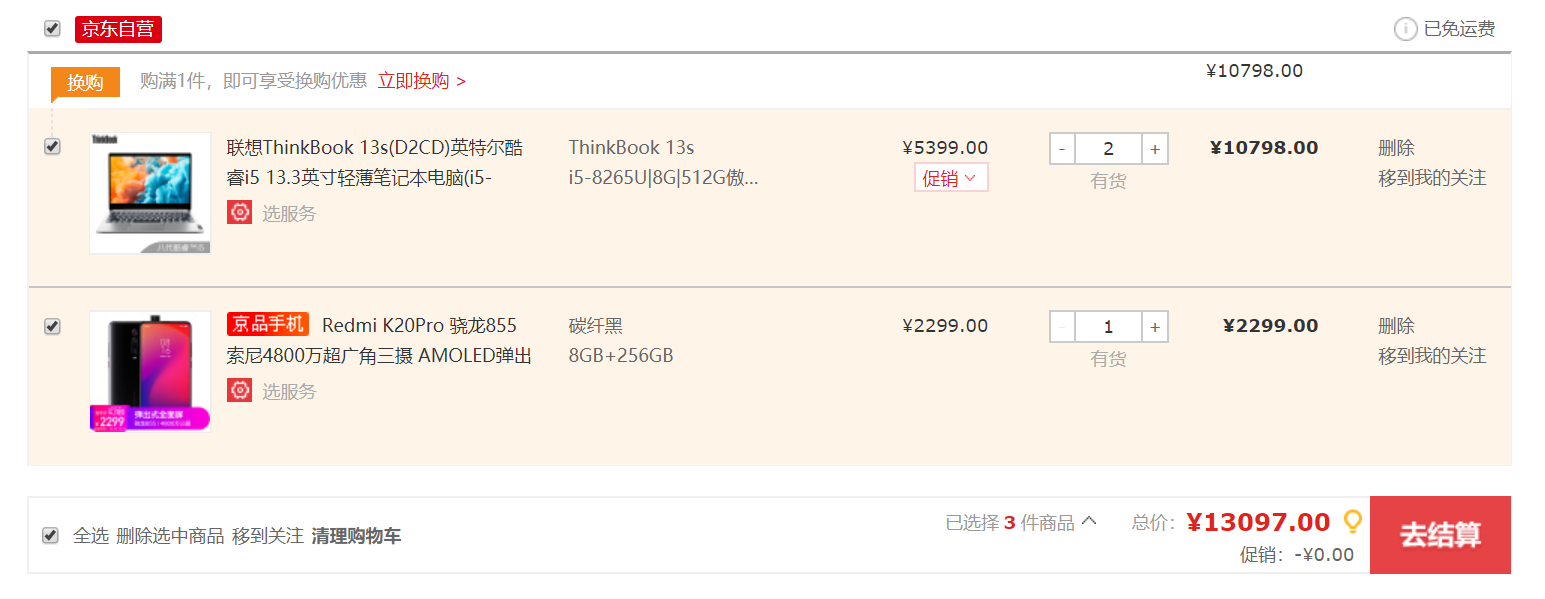 京东自营
已免运费
换购 购满1件，即可享受换购优惠 立即换购 >
¥10798.00
ThinkBook
联想ThinkBook 13s(D2CD)英特尔酷
睿i5 13.3英寸轻薄笔记本电脑(i5-
选服务
ThinkBook 13s
i5-8265U|8G|512G傲...
¥5399.00
促销
- 2 +
有货
¥10798.00
删除
移到我的关注
京品手机 Redmi K20Pro 骁龙855
索尼4800万超广角三摄 AMOLED弹出
选服务
¥2299
弹出式全面屏
碳纤黑
8GB+256GB
¥2299.00
- 1 +
有货
¥2299.00
删除
移到我的关注
全选 删除选中商品 移到关注 清理购物车
已选择 3 件商品
总价： ¥13097.00
促销： -¥0.00
去结算